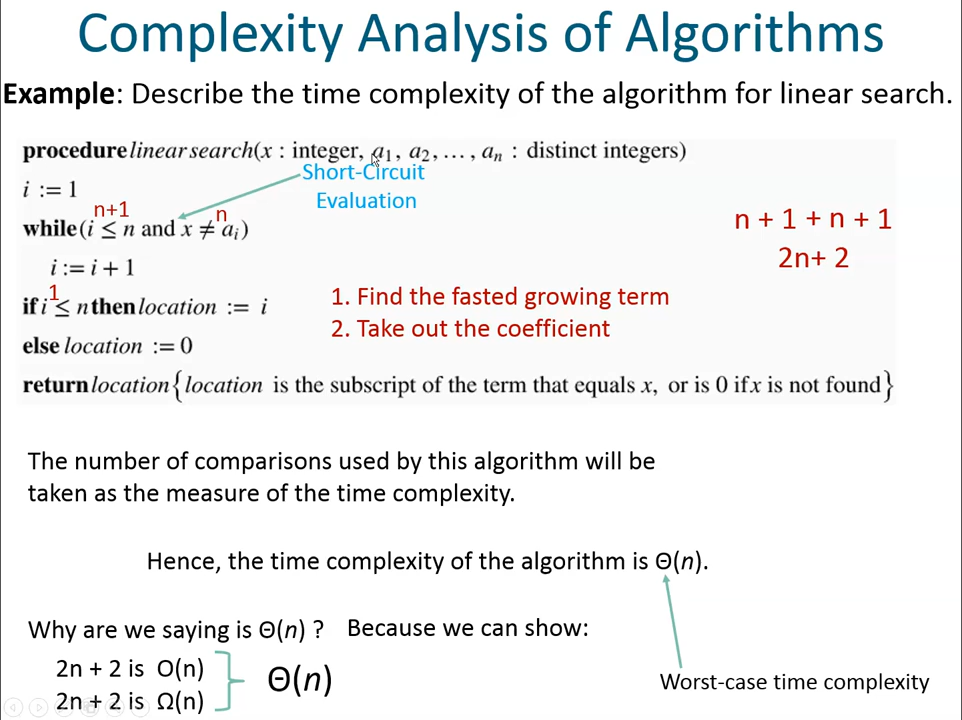 Complexity Analysis of Algorithms
Example: Describe the time complexity of the algorithm for linear search.
procedure linear search(x : integer, a₁, a₂, …, aₙ : distinct integers)
Short-Circuit
Evaluation
i := 1
n+1
n
while (i ≤ n and x ≠ aᵢ)
n + 1 + n + 1
2n+ 2
i := i + 1
1
if i ≤ n then location := i
else location := 0
1. Find the fasted growing term
2. Take out the coefficient
return location{location is the subscript of the term that equals x, or is 0 if x is not found}
The number of comparisons used by this algorithm will be
taken as the measure of the time complexity.
Hence, the time complexity of the algorithm is Θ(n).
Why are we saying is Θ(n) ? Because we can show:
2n + 2 is O(n)
2n + 2 is Ω(n)
Θ(n)
Worst-case time complexity